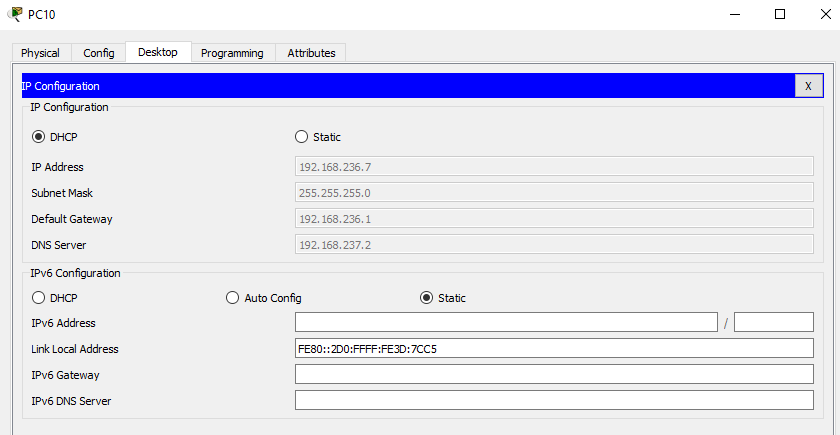 PC10
Physical Config Desktop Programming Attributes
IP Configuration X
IP Configuration
DHCP Static
IP Address 192.168.236.7
Subnet Mask 255.255.255.0
Default Gateway 192.168.236.1
DNS Server 192.168.237.2
IPv6 Configuration
DHCP Auto Config Static
IPv6 Address /
Link Local Address FE80::2D0:FFFF:FE3D:7CC5
IPv6 Gateway
IPv6 DNS Server